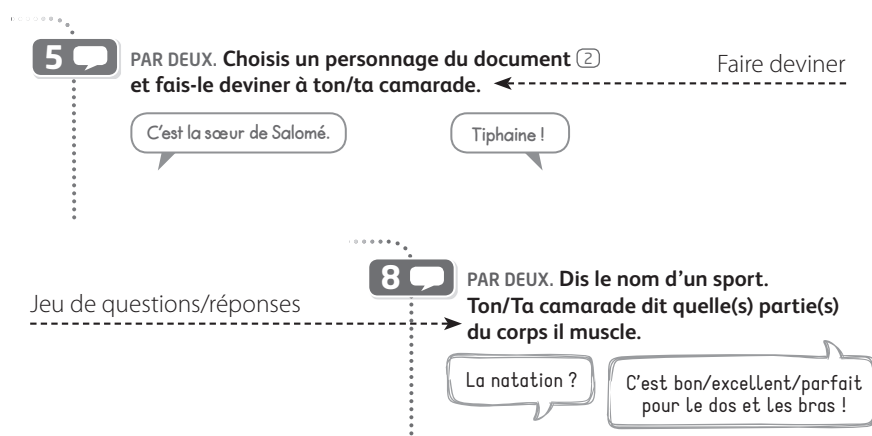 5 PAR DEUX. Choisis un personnage du document 2
et fais-le deviner à ton/ta camarade.
Faire deviner
C'est la sœur de Salomé.
Tiphaine !
8 PAR DEUX. Dis le nom d'un sport.
Ton/Ta camarade dit quelle(s) partie(s)
du corps il muscle.
Jeu de questions/réponses
La natation ?
C'est bon/excellent/parfait
pour le dos et les bras !